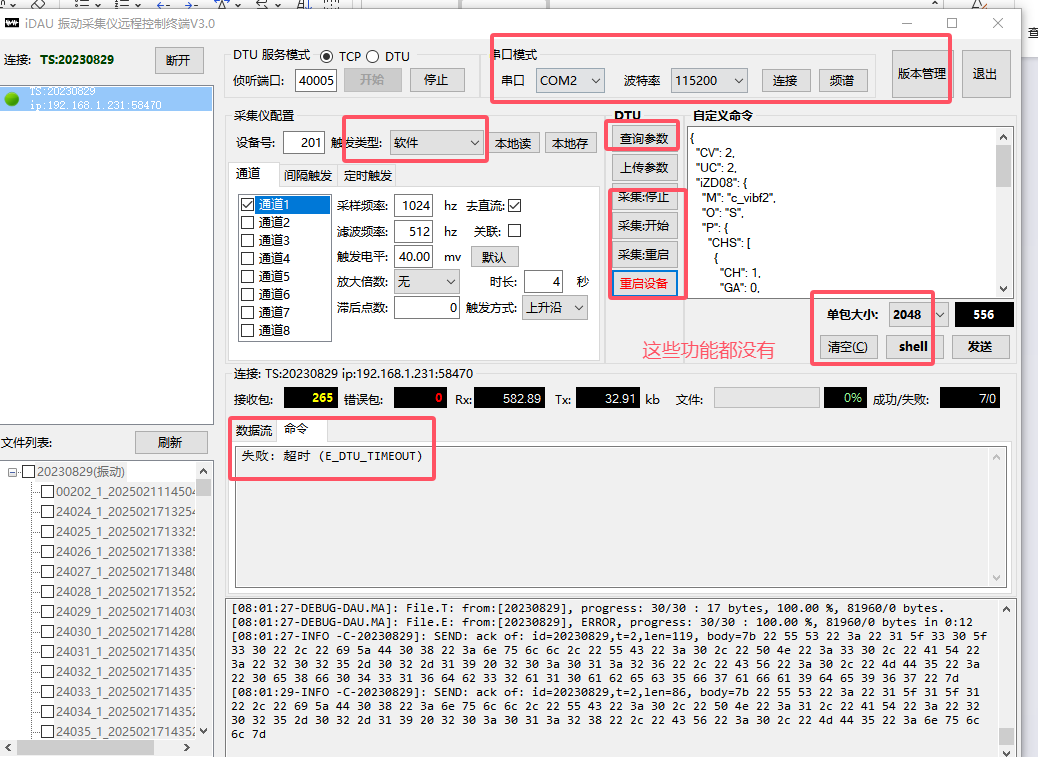 iDAU 振动采集仪远程控制终端V3.0
连接: TS:20230829 断开
TS:20230829
ip:192.168.1.231:58470
DTU 服务模式 TCP DTU
侦听端口: 40005 开始 停止
串口模式
串口 COM2 波特率 115200 连接 频谱
版本管理 退出
采集仪配置
设备号: 201 触发类型: 软件 本地读 本地存
通道 间隔触发 定时触发
通道1
通道2
通道3
通道4
通道5
通道6
通道7
通道8
采样频率: 1024 hz 去直流:
滤波频率: 512 hz 关联:
触发电平: 40.00 mv 默认
放大倍数: 无 时长: 4 秒
滞后点数: 0 触发方式: 上升沿
DTU
查询参数
上传参数
采集:停止
采集:开始
采集:重启
重启设备
自定义命令
{
"CV": 2,
"UC": 2,
"iZD08": {
"M": "c_vibf2",
"O": "S",
"P": {
"CHS": [
{
"CH": 1,
"GA": 0,
单包大小: 2048 556
清空(C) shell 发送
这些功能都没有
连接: TS:20230829 ip:192.168.1.231:58470
接收包: 265 错误包: 0 Rx: 582.89 Tx: 32.91 kb 文件: 0% 成功/失败: 7/0
数据流 命令
失败: 超时 (E_DTU_TIMEOUT)
文件列表: 刷新
20230829(振动)
00202_1_2025021114504
24024_1_2025021713254
24025_1_2025021713325
24026_1_2025021713385
24027_1_2025021713480
24028_1_2025021713522
24029_1_2025021714030
24030_1_2025021714280
24031_1_2025021714350
24032_1_2025021714351
24033_1_2025021714351
24034_1_2025021714352
24035_1_2025021714352
[08:01:27-DEBUG-DAU.MA]: File.T: from:[20230829], progress: 30/30 : 17 bytes, 100.00 %, 81960/0 bytes.
[08:01:27-DEBUG-DAU.MA]: File.E: from:[20230829], ERROR, progress: 30/30 : 100.00 %, 81960/0 bytes in 0:12
[08:01:27-INFO -C-20230829]: SEND: ack of: id=20230829,t=2,len=119, body=7b 22 55 53 22 3a 22 31 5f 33 30 5f
33 30 22 2c 22 69 5a 44 30 38 22 3a 6e 75 6c 6c 2c 22 55 43 22 3a 30 2c 22 50 4e 22 3a 33 30 2c 22 41 54 22
3a 22 32 30 32 35 2d 30 32 2d 31 39 20 32 30 3a 30 31 3a 32 36 22 2c 22 43 56 22 3a 30 2c 22 4d 44 35 22 3a
22 30 65 38 66 30 34 33 31 36 64 62 33 32 61 31 30 61 62 65 63 35 66 37 61 66 61 39 64 65 39 36 37 22 7d
[08:01:29-INFO -C-20230829]: SEND: ack of: id=20230829,t=2,len=86, body=7b 22 55 53 22 3a 22 31 5f 31 5f 31
22 2c 22 69 5a 44 30 38 22 3a 6e 75 6c 6c 2c 22 55 43 22 3a 30 2c 22 50 4e 22 3a 31 2c 22 41 54 22 3a 22 32
30 32 35 2d 30 32 2d 31 39 20 32 30 3a 30 31 3a 32 38 22 2c 22 43 56 22 3a 30 2c 22 4d 44 35 22 3a 6e 75 6c
6c 7d